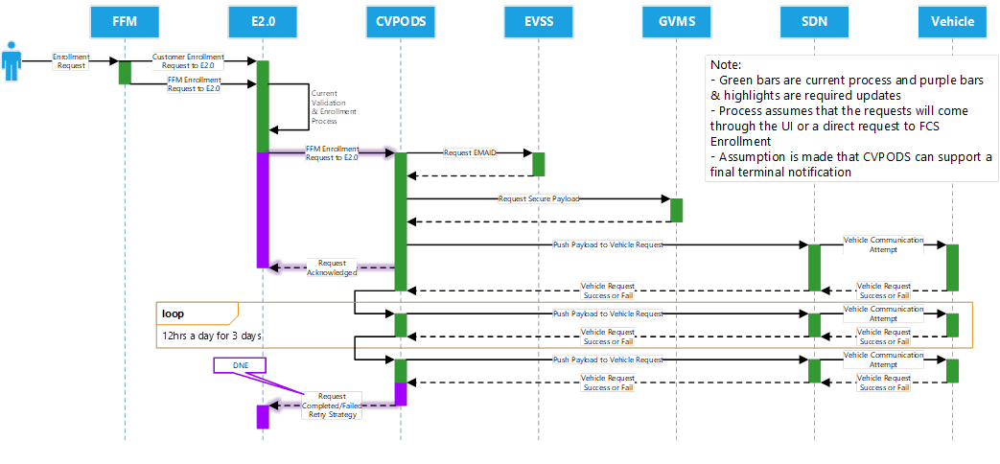 FFM
E2.0
CVPODS
EVSS
GVMS
SDN
Vehicle
Enrollment
Request
Customer Enrollment
Request to E2.0
FFM Enrollment
Request to E2.0
Current
Validation
& Enrollment
Process
Note:
- Green bars are current process and purple bars
& highlights are required updates
- Process assumes that the requests will come
through the UI or a direct request to FCS
Enrollment
- Assumption is made that CVPODS can support a
final terminal notification
FFM Enrollment
Request to E2.0
Request EMAID
Request Secure Payload
Push Payload to Vehicle Request
Vehicle Communication
Attempt
Request
Acknowledged
Vehicle Request
Success or Fail
Vehicle Request
Success or Fail
loop
12hrs a day for 3 days
Push Payload to Vehicle Request
Vehicle Communication
Attempt
Vehicle Request
Success or Fail
Vehicle Request
Success or Fail
Push Payload to Vehicle Request
Vehicle Communication
Attempt
DNE
Vehicle Request
Success or Fail
Vehicle Request
Success or Fail
Request
Completed/Failed
Retry Strategy